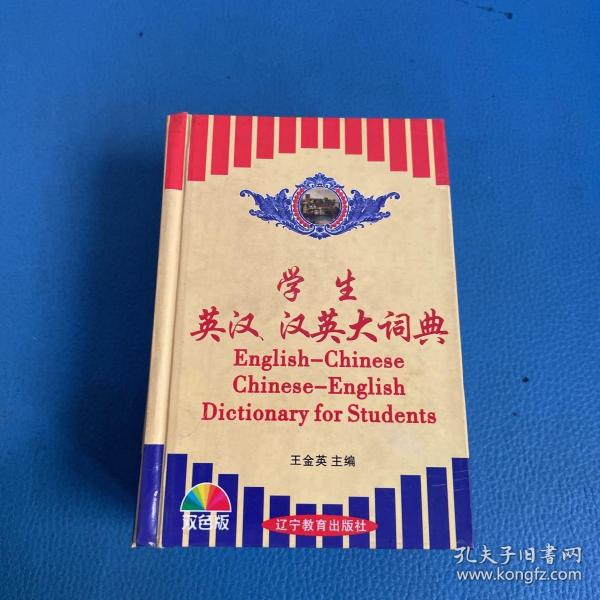 学 生
英汉、汉英大词典
English-Chinese
Chinese-English
Dictionary for Students
王金英 主编
双色版
辽宁教育出版社
孔夫子旧书网
www.kongfz.com